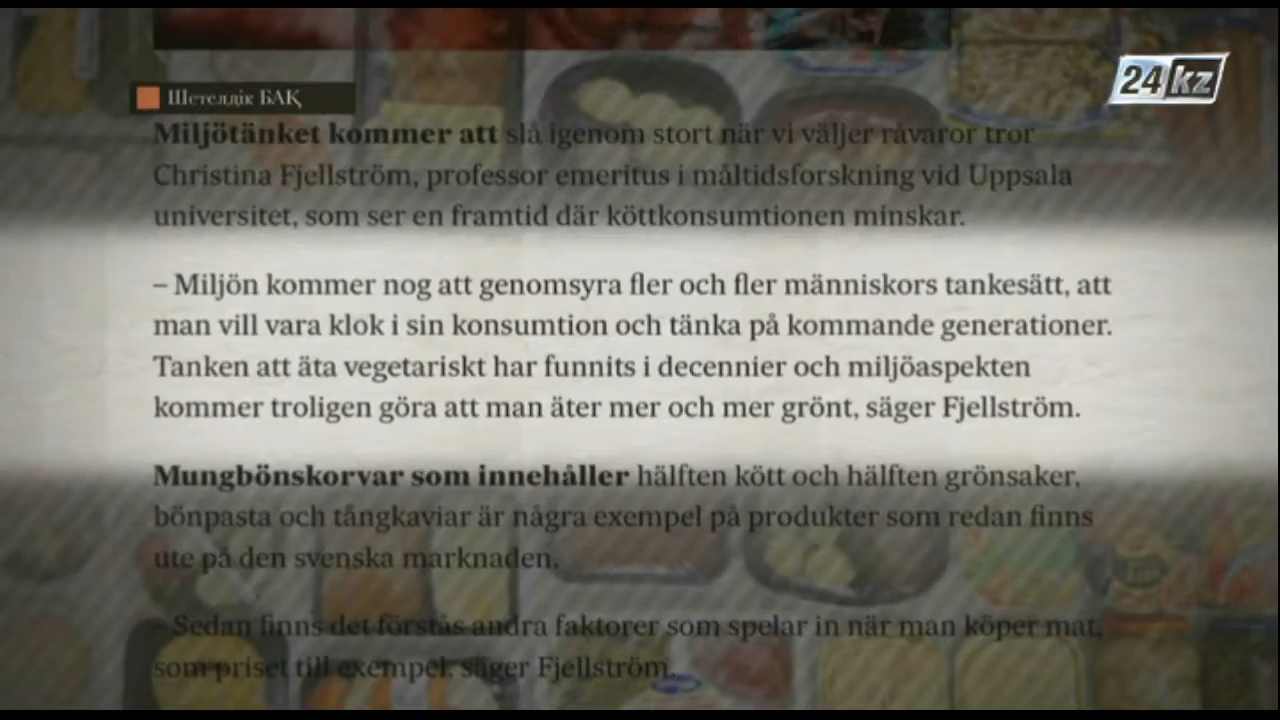 24kz
Шетелдік БАҚ
Miljötänket kommer att slå igenom stort när vi väljer råvaror tror
Christina Fjellström, professor emeritus i måltidsforskning vid Uppsala
universitet, som ser en framtid där köttkonsumtionen minskar.
– Miljön kommer nog att genomsyra fler och fler människors tankesätt, att
man vill vara klok i sin konsumtion och tänka på kommande generationer.
Tanken att äta vegetariskt har funnits i decennier och miljöaspekten
kommer troligen göra att man äter mer och mer grönt, säger Fjellström.
Mungbönskorvar som innehåller hälften kött och hälften grönsaker,
bönpasta och tångkaviar är några exempel på produkter som redan finns
ute på den svenska marknaden.
– Sedan finns det förstås andra faktorer som spelar in när man köper mat,
som priset till exempel, säger Fjellström.